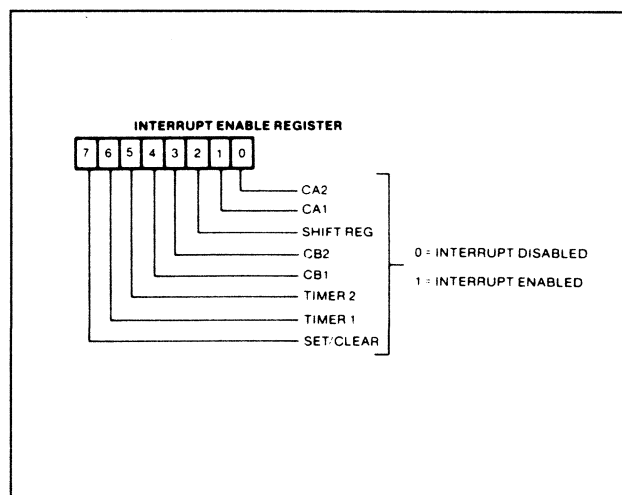 INTERRUPT ENABLE REGISTER
7 6 5 4 3 2 1 0
CA2
CA1
SHIFT REG
CB2
CB1
TIMER 2
TIMER 1
SET/CLEAR
0 = INTERRUPT DISABLED
1 = INTERRUPT ENABLED